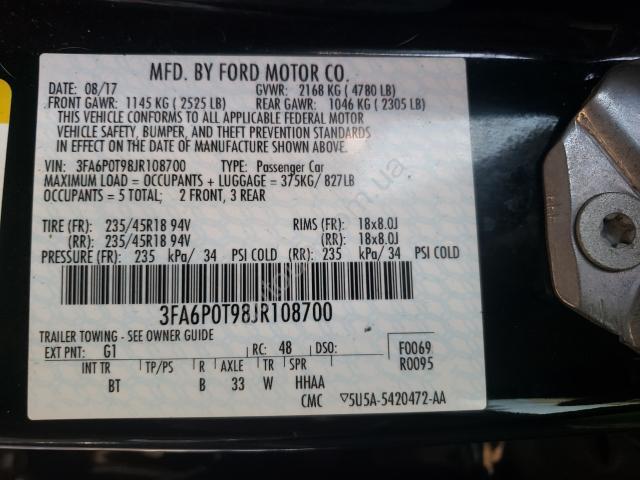 MFD. BY FORD MOTOR CO.
DATE: 08/17 GVWR: 2168 KG ( 4780 LB)
FRONT GAWR: 1145 KG ( 2525 LB) REAR GAWR: 1046 KG ( 2305 LB)
THIS VEHICLE CONFORMS TO ALL APPLICABLE FEDERAL MOTOR
VEHICLE SAFETY, BUMPER, AND THEFT PREVENTION STANDARDS
IN EFFECT ON THE DATE OF MANUFACTURE SHOWN ABOVE.
VIN: 3FA6P0T98JR108700 TYPE: Passenger Car
MAXIMUM LOAD = OCCUPANTS + LUGGAGE = 375KG/ 827LB
OCCUPANTS = 5 TOTAL; 2 FRONT, 3 REAR
TIRE (FR): 235/45R18 94V RIMS (FR): 18x8.0J
(RR): 235/45R18 94V (RR): 18x8.0J
PRESSURE (FR): 235 kPa/ 34 PSI COLD (RR): 235 kPa/ 34 PSI COLD
3FA6P0T98JR108700
TRAILER TOWING - SEE OWNER GUIDE
EXT PNT: G1 RC: 48 DSO: F0069
R0095
INT TR TP/PS R AXLE TR SPR
BT B 33 W HHAA
CMC ▽5U5A-5420472-AA